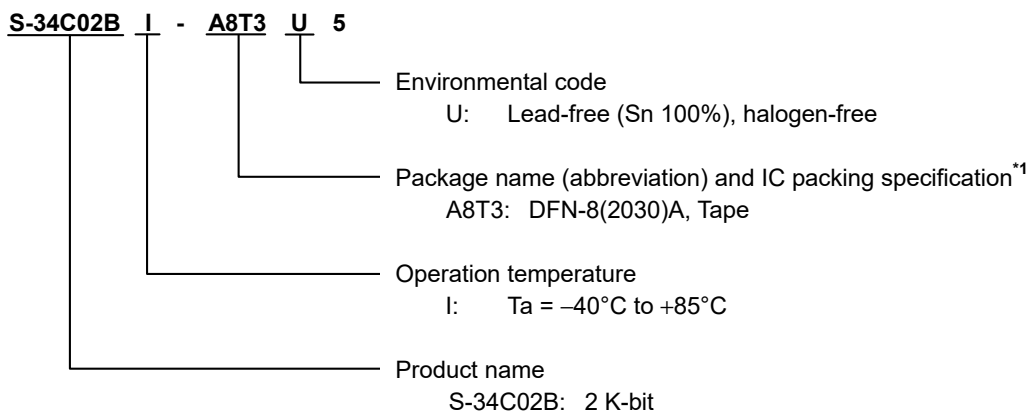 S-34C02B I - A8T3 U 5
Environmental code
U: Lead-free (Sn 100%), halogen-free
Package name (abbreviation) and IC packing specification*1
A8T3: DFN-8(2030)A, Tape
Operation temperature
I: Ta = −40°C to +85°C
Product name
S-34C02B: 2 K-bit